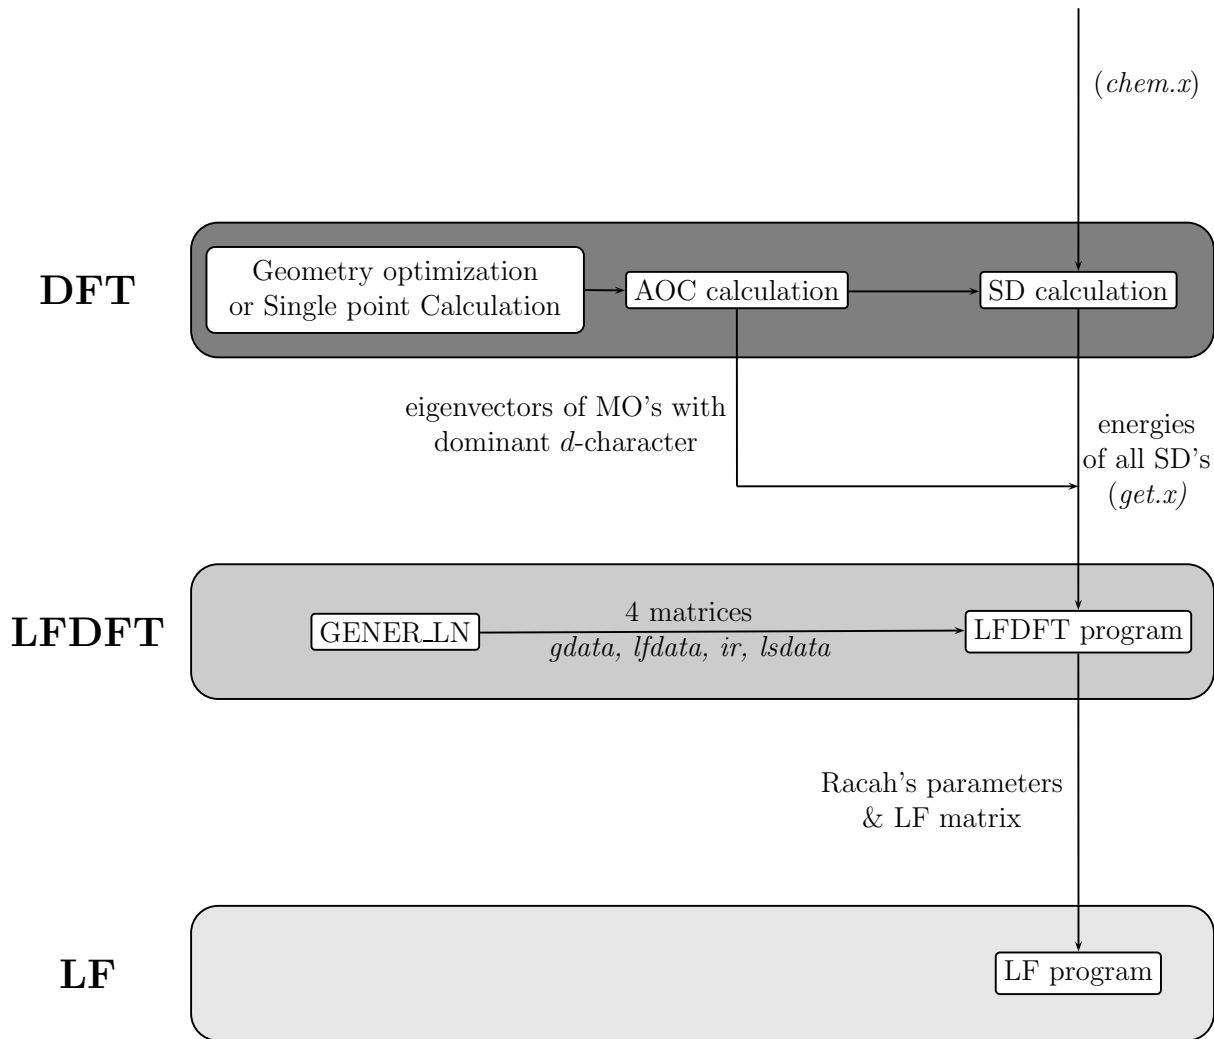 (chem.x)
DFT
Geometry optimization
or Single point Calculation
AOC calculation
SD calculation
eigenvectors of MO's with
dominant d-character
energies
of all SD's
(get.x)
LFDFT
GENER_LN
4 matrices
gdata, lfdata, ir, lsdata
LFDFT program
Racah's parameters
& LF matrix
LF
LF program